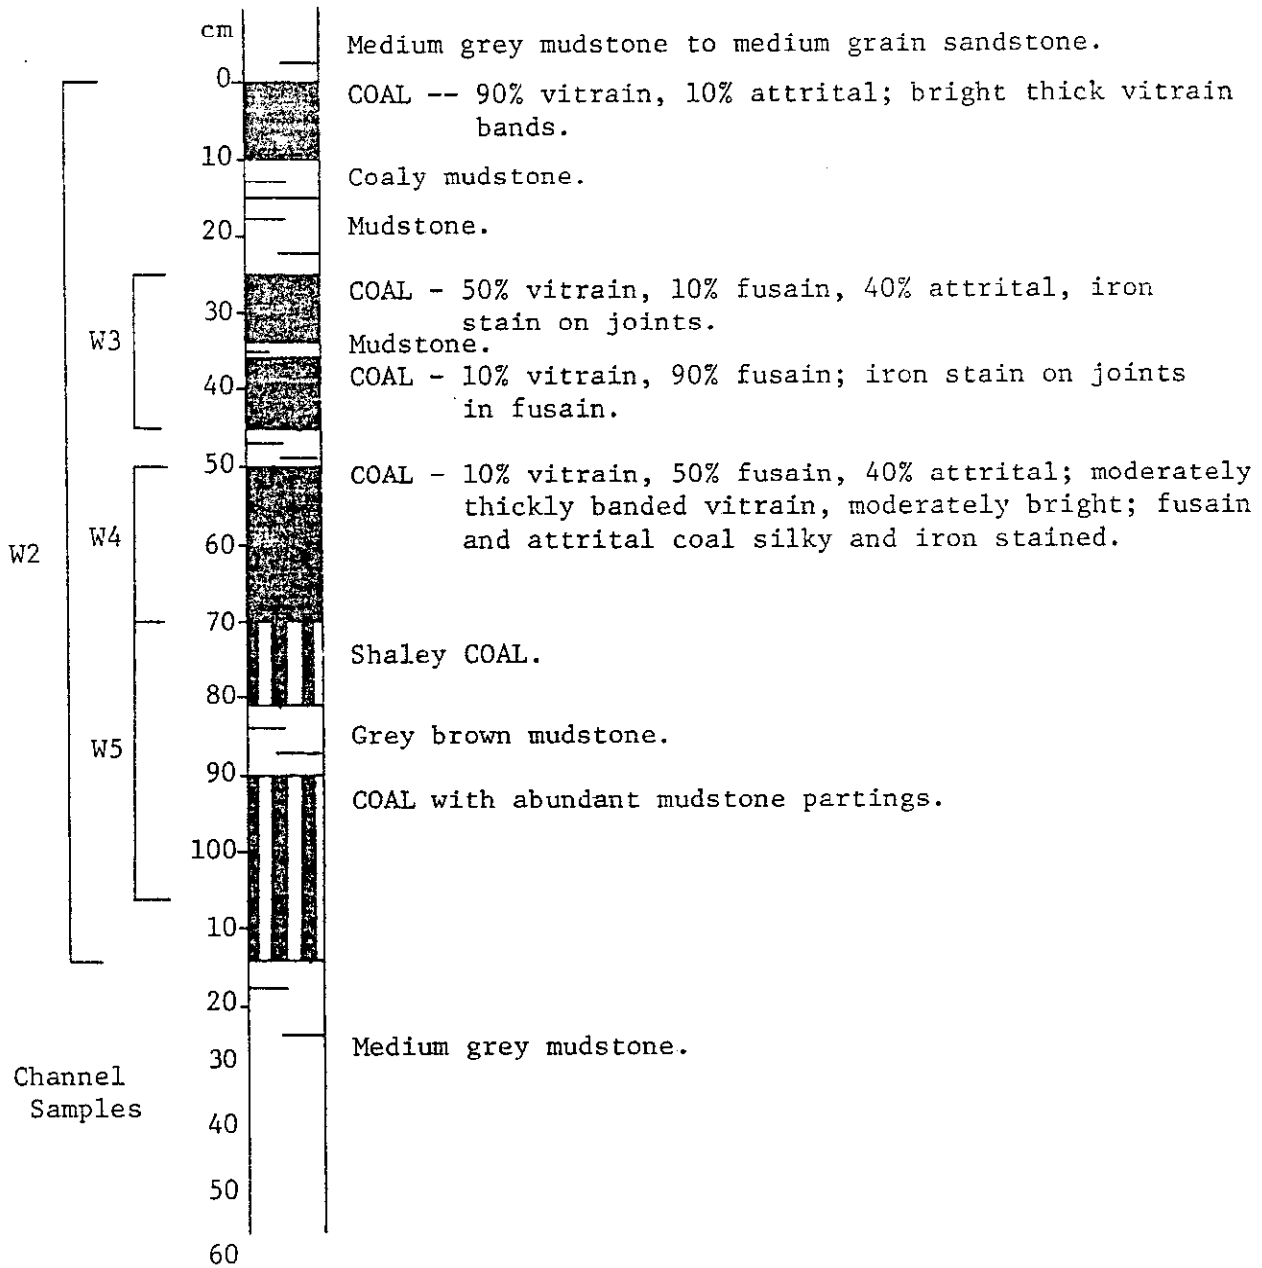 cm
Medium grey mudstone to medium grain sandstone.
0
COAL -- 90% vitrain, 10% attrital; bright thick vitrain
bands.
10
Coaly mudstone.
20
Mudstone.
COAL - 50% vitrain, 10% fusain, 40% attrital, iron
stain on joints.
30
W3
Mudstone.
COAL - 10% vitrain, 90% fusain; iron stain on joints
in fusain.
40
50
COAL - 10% vitrain, 50% fusain, 40% attrital; moderately
thickly banded vitrain, moderately bright; fusain
and attrital coal silky and iron stained.
W4
60
W2
70
Shaley COAL.
80
Grey brown mudstone.
W5
90
COAL with abundant mudstone partings.
100
10
20
Medium grey mudstone.
30
Channel
Samples
40
50
60